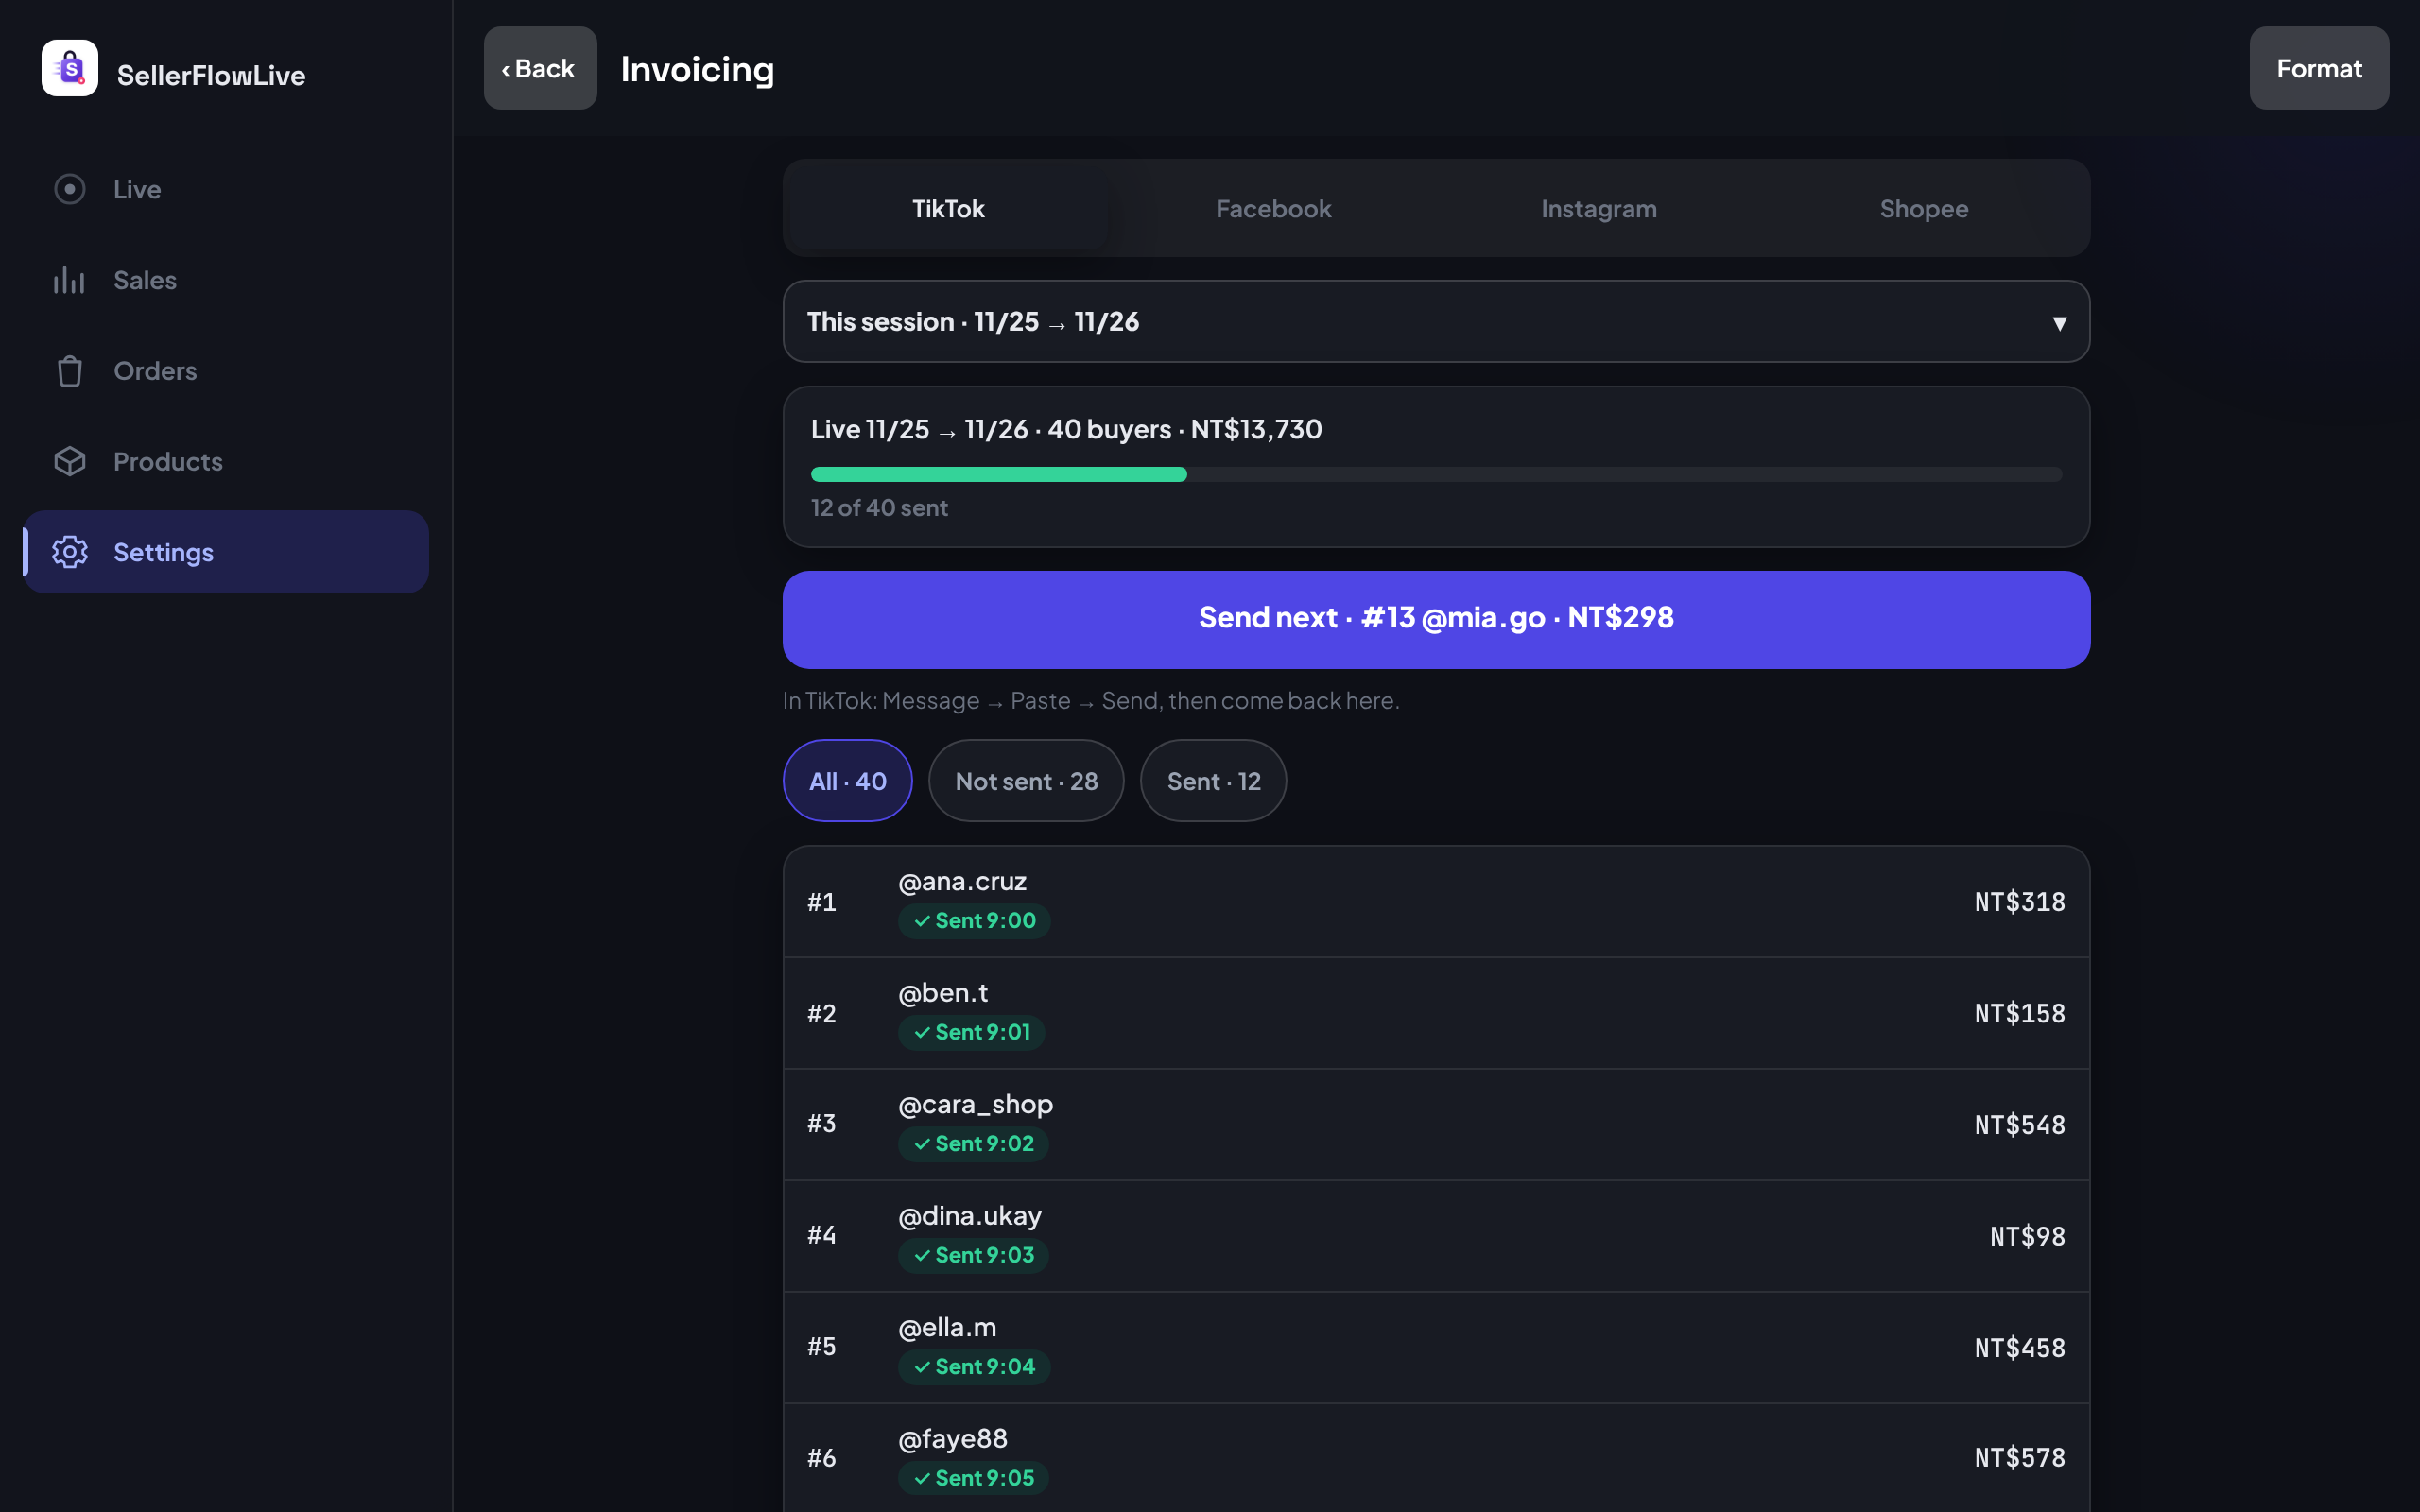 SellerFlowLive
Live
Sales
Orders
Products
Settings
‹ Back
Invoicing
Format
TikTok
Facebook
Instagram
Shopee
This session · 11/25 → 11/26
▼
Live 11/25 → 11/26 · 40 buyers · NT$13,730
12 of 40 sent
Send next · #13 @mia.go · NT$298
In TikTok: Message → Paste → Send, then come back here.
All · 40
Not sent · 28
Sent · 12
#1
@ana.cruz
✓ Sent 9:00
NT$318
#2
@ben.t
✓ Sent 9:01
NT$158
#3
@cara_shop
✓ Sent 9:02
NT$548
#4
@dina.ukay
✓ Sent 9:03
NT$98
#5
@ella.m
✓ Sent 9:04
NT$458
#6
@faye88
✓ Sent 9:05
NT$578